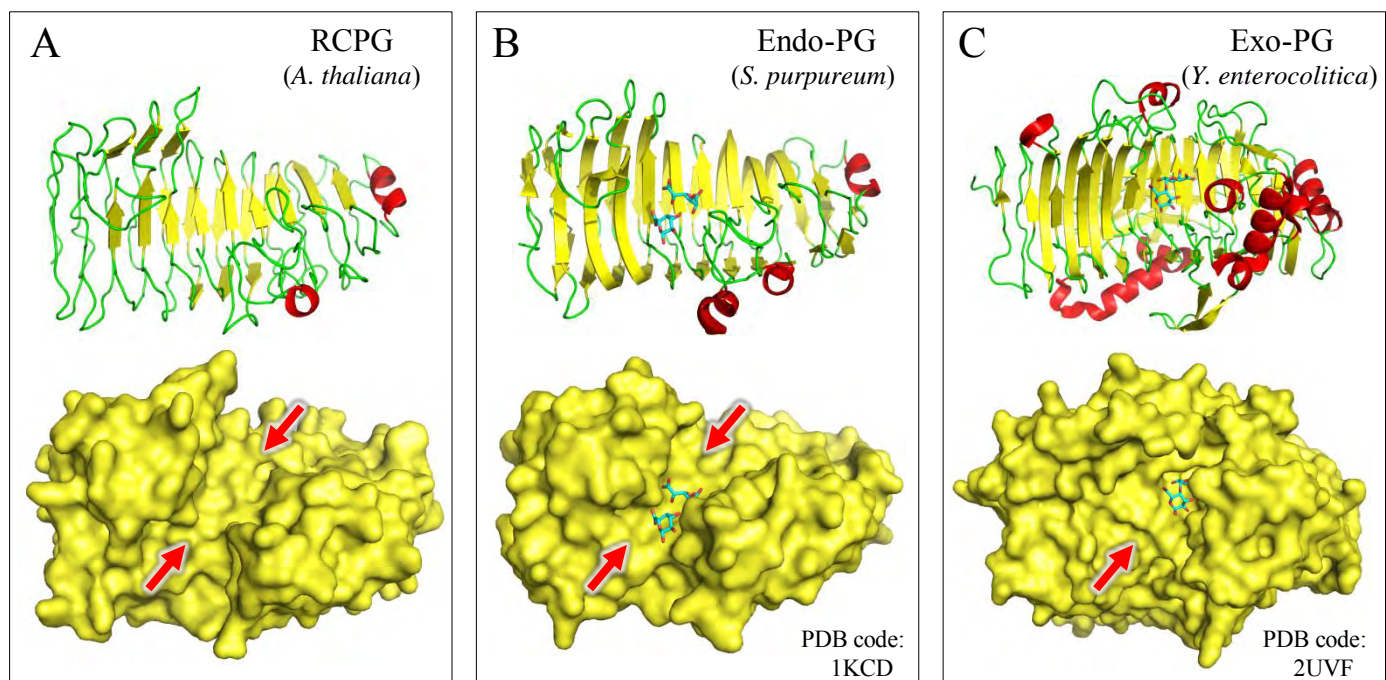 A
RCPG
(A. thaliana)
B
Endo-PG
(S. purpureum)
PDB code:
1KCD
C
Exo-PG
(Y. enterocolitica)
PDB code:
2UVF